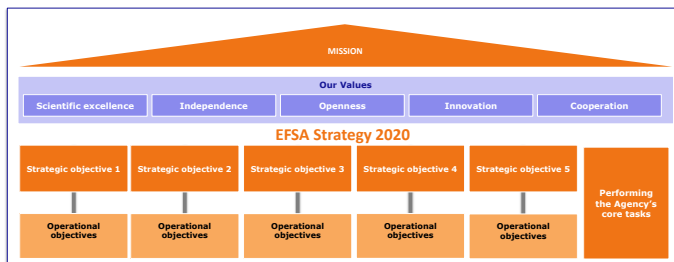 MISSION
Our Values
Scientific excellence
Independence
Openness
Innovation
Cooperation
EFSA Strategy 2020
Strategic objective 1
Strategic objective 2
Strategic objective 3
Strategic objective 4
Strategic objective 5
Performing
the Agency's
core tasks
Operational
objectives
Operational
objectives
Operational
objectives
Operational
objectives
Operational
objectives